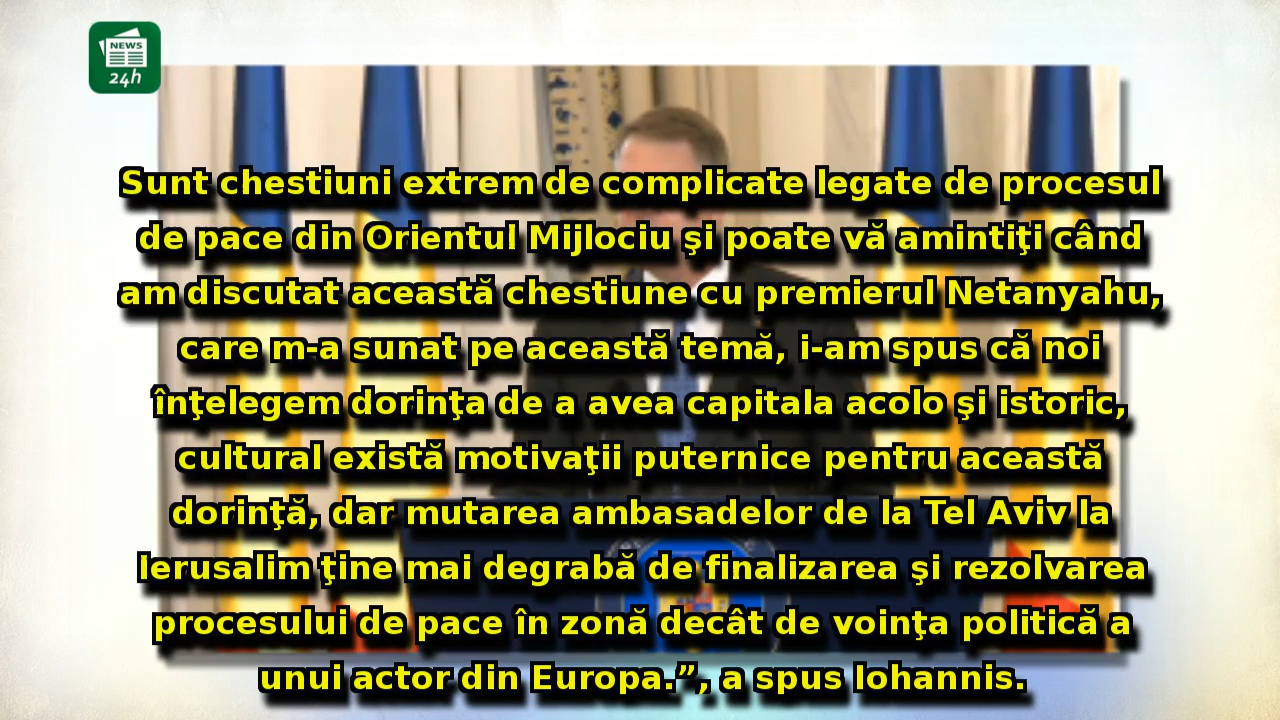 NEWS
24h
Sunt chestiuni extrem de complicate legate de procesul
de pace din Orientul Mijlociu şi poate vă amintiţi când
am discutat această chestiune cu premierul Netanyahu,
care m-a sunat pe această temă, i-am spus că noi
înţelegem dorinţa de a avea capitala acolo şi istoric,
cultural există motivaţii puternice pentru această
dorinţă, dar mutarea ambasadelor de la Tel Aviv la
Ierusalim ţine mai degrabă de finalizarea şi rezolvarea
procesului de pace în zonă decât de voinţa politică a
unui actor din Europa.”, a spus Iohannis.